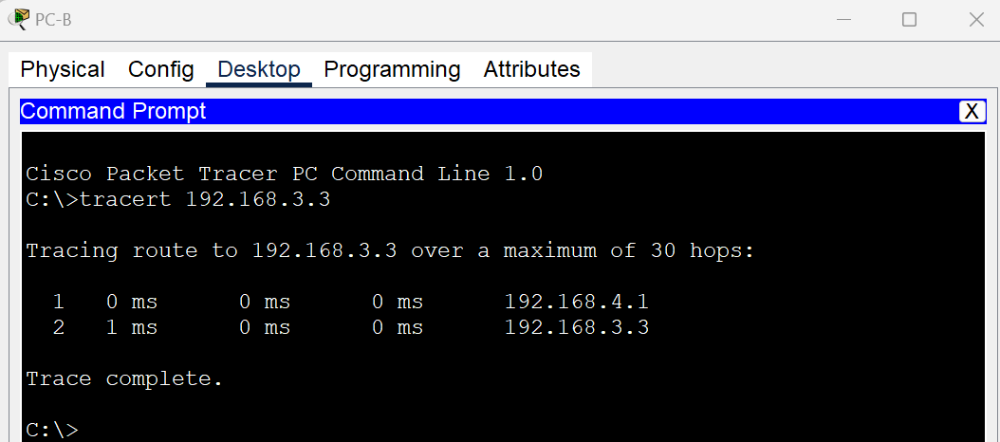 PC-B
Physical Config Desktop Programming Attributes
Command Prompt X
Cisco Packet Tracer PC Command Line 1.0
C:\>tracert 192.168.3.3
Tracing route to 192.168.3.3 over a maximum of 30 hops:
1 0 ms 0 ms 0 ms 192.168.4.1
2 1 ms 0 ms 0 ms 192.168.3.3
Trace complete.
C:\>